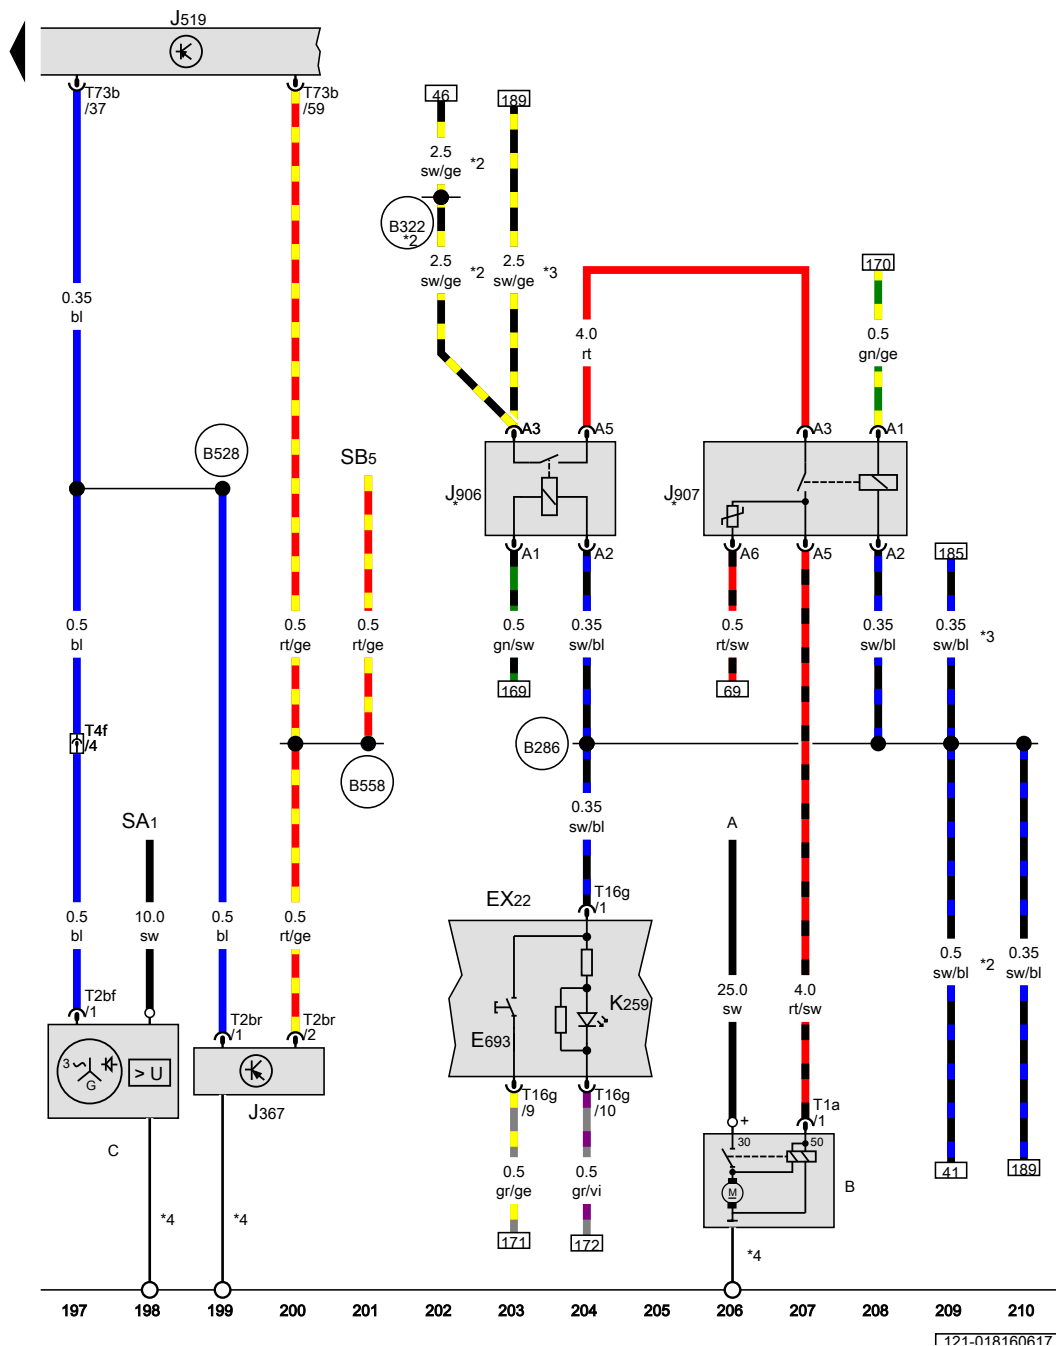 J519
T73b
/37
T73b
/59
46
189
2.5
sw/ge
*2
B322
*2
2.5
sw/ge
*2
2.5
sw/ge
*3
170
0.35
bl
4.0
rt
0.5
gn/ge
A3
A5
A3
A1
B528
SB5
J906
*
J907
*
A1
A2
A6
A5
A2
185
0.5
bl
0.5
rt/ge
0.5
rt/ge
0.5
gn/sw
0.35
sw/bl
0.5
rt/sw
0.35
sw/bl
0.35
sw/bl
*3
169
69
T4f
/4
B286
B558
SA1
0.35
sw/bl
A
EX22
T16g
/1
0.5
bl
10.0
sw
0.5
bl
0.5
rt/ge
0.5
sw/bl
*2
0.35
sw/bl
K259
E693
25.0
sw
4.0
rt/sw
T2bf
/1
T2br
/1
T2br
/2
3
G
> U
J367
C
T16g
/9
T16g
/10
T1a
/1
+
30
50
M
B
0.5
gr/ge
0.5
gr/vi
41
189
*4
*4
171
172
*4
197 198 199 200 201 202 203 204 205 206 207 208 209 210
121-018160617